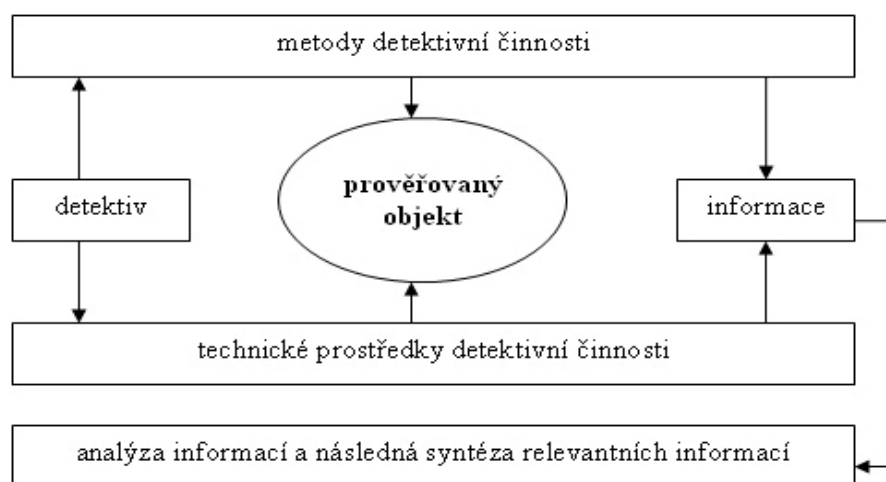 metody detektivní činnosti
detektiv
prověřovaný
objekt
informace
technické prostředky detektivní činnosti
analýza informací a následná syntéza relevantních informací